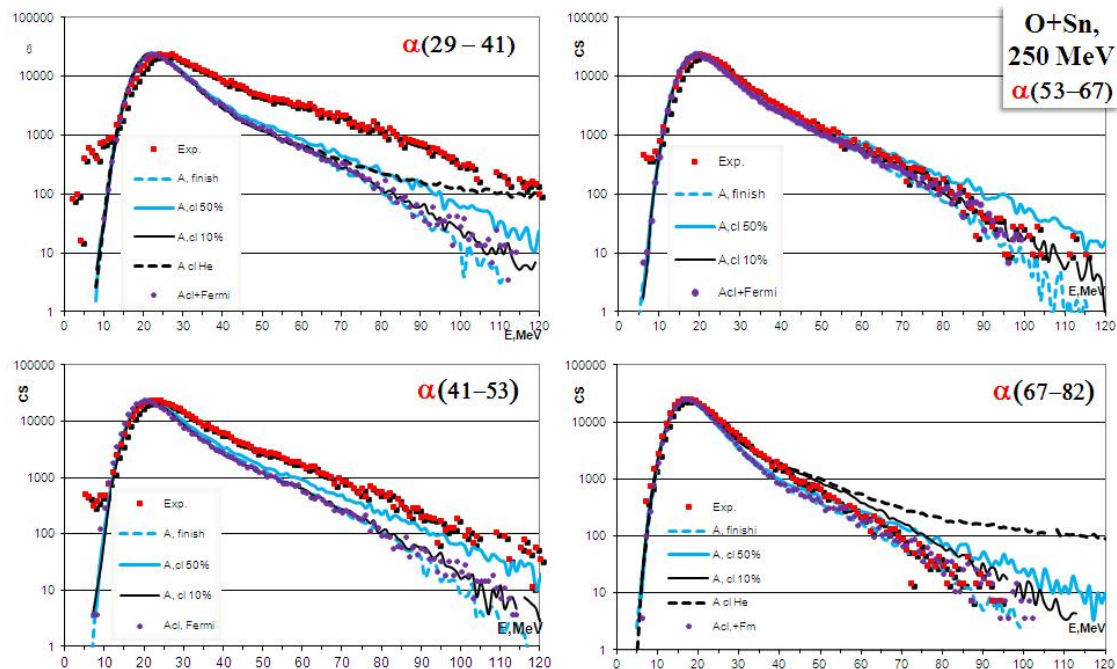 100000
σ
10000
1000
100
10
1
α(29 – 41)
Exp.
A, finish
A,cl 50%
A,cl 10%
A cl He
Acl+Fermi
0 10 20 30 40 50 60 70 80 90 100 110 120
E,MeV
100000
cs
10000
1000
100
10
1
O+Sn,
250 MeV
α(53–67)
Exp.
A, finish
A,cl 50%
A,cl 10%
Acl+Fermi
E,MeV
0 10 20 30 40 50 60 70 80 90 100 110 120
100000
cs
10000
1000
100
10
1
α(41–53)
Exp.
A, finish
A,cl 50%
A, cl 10%
Acl, Fermi
E,MeV
0 10 20 30 40 50 60 70 80 90 100 110 120
100000
cs
10000
1000
100
10
1
α(67–82)
Exp.
A, finishi
A, cl 50%
A, cl 10%
A cl He
Acl,+Fm
E,MeV
0 10 20 30 40 50 60 70 80 90 100 110 120